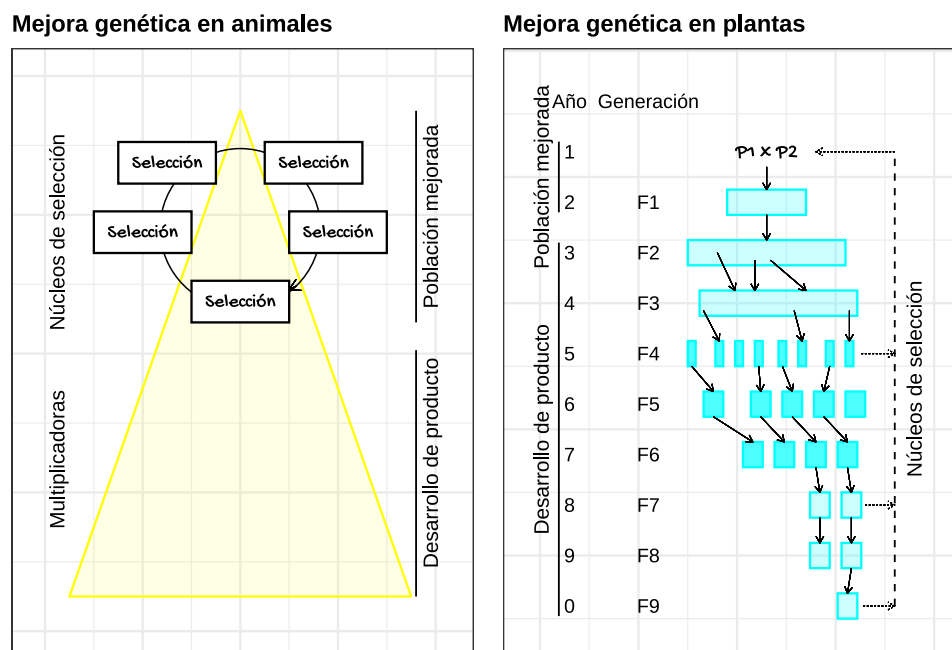 Mejora genética en animales
Núcleos de selección
Multiplicadoras
Selección
Selección
Selección
Selección
Selección
Población mejorada
Desarrollo de producto
Mejora genética en plantas
Población mejorada
Desarrollo de producto
Año Generación
1 P1 X P2
2 F1
3 F2
4 F3
5 F4
6 F5
7 F6
8 F7
9 F8
0 F9
Núcleos de selección